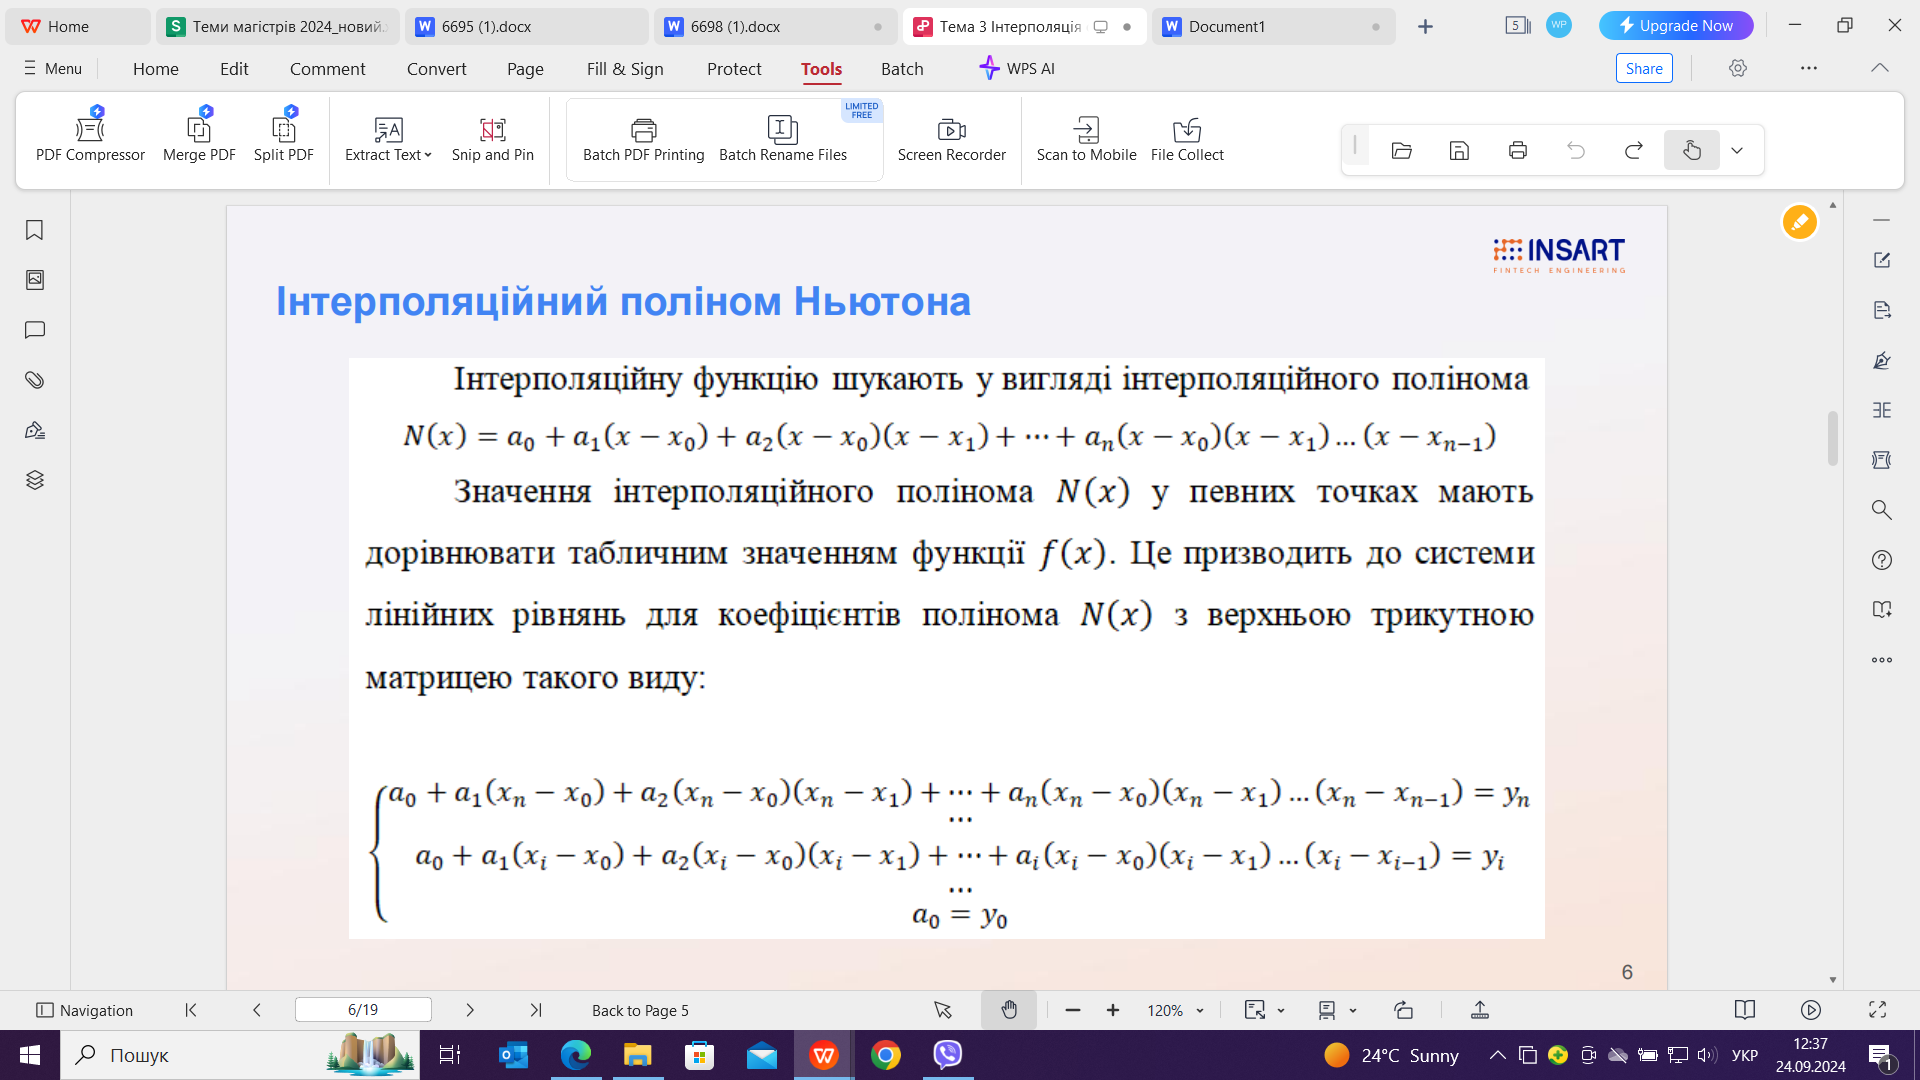 Home
Теми магістрів 2024_новий.x
6695 (1).docx
6698 (1).docx
Тема 3 Інтерполяція
Document1
5
WP
Upgrade Now
Menu
Home Edit Comment Convert Page Fill & Sign Protect Tools Batch WPS AI
Share
LIMITED FREE
PDF Compressor Merge PDF Split PDF Extract Text Snip and Pin Batch PDF Printing Batch Rename Files Screen Recorder Scan to Mobile File Collect
INSART
FINTECH ENGINEERING
Інтерполяційний поліном Ньютона
Інтерполяційну функцію шукають у вигляді інтерполяційного полінома
N(x) = a₀ + a₁(x − x₀) + a₂(x − x₀)(x − x₁) + ⋯ + aₙ(x − x₀)(x − x₁) … (x − xₙ₋₁)
Значення інтерполяційного полінома N(x) у певних точках мають
дорівнювати табличним значенням функції f(x). Це призводить до системи
лінійних рівнянь для коефіцієнтів полінома N(x) з верхньою трикутною
матрицею такого виду:
a₀ + a₁(xₙ − x₀) + a₂(xₙ − x₀)(xₙ − x₁) + ⋯ + aₙ(xₙ − x₀)(xₙ − x₁) … (xₙ − xₙ₋₁) = yₙ
…
a₀ + a₁(xᵢ − x₀) + a₂(xᵢ − x₀)(xᵢ − x₁) + ⋯ + aᵢ(xᵢ − x₀)(xᵢ − x₁) … (xᵢ − xᵢ₋₁) = yᵢ
…
a₀ = y₀
6
Navigation
6/19
Back to Page 5
120%
Пошук
24°C Sunny
УКР
12:37
24.09.2024
1